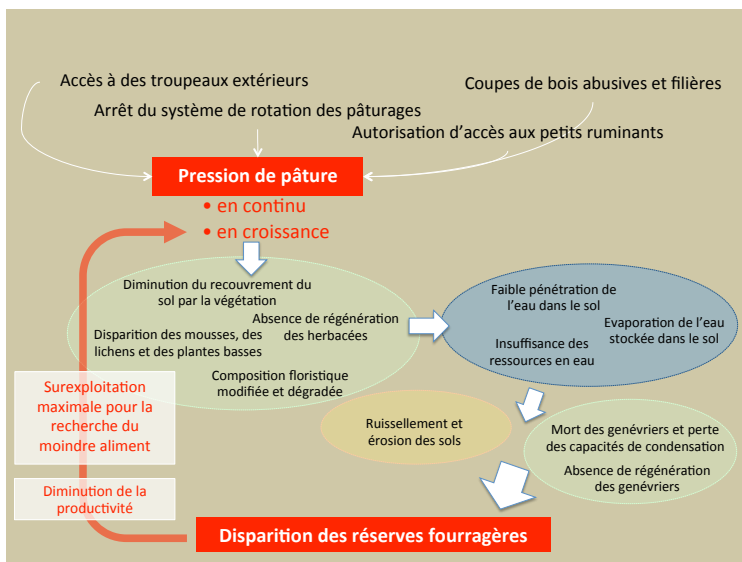 Accès à des troupeaux extérieurs
Coupes de bois abusives et filières
Arrêt du système de rotation des pâturages
Autorisation d'accès aux petits ruminants
Pression de pâture
• en continu
• en croissance
Diminution du recouvrement du
sol par la végétation
Absence de régénération
des herbacées
Disparition des mousses, des
lichens et des plantes basses
Composition floristique
modifiée et dégradée
Faible pénétration de
l'eau dans le sol
Evaporation de l'eau
stockée dans le sol
Insuffisance des
ressources en eau
Surexploitation
maximale pour la
recherche du
moindre aliment
Ruissellement et
érosion des sols
Mort des genévriers et perte
des capacités de condensation
Absence de régénération
des genévriers
Diminution de la
productivité
Disparition des réserves fourragères